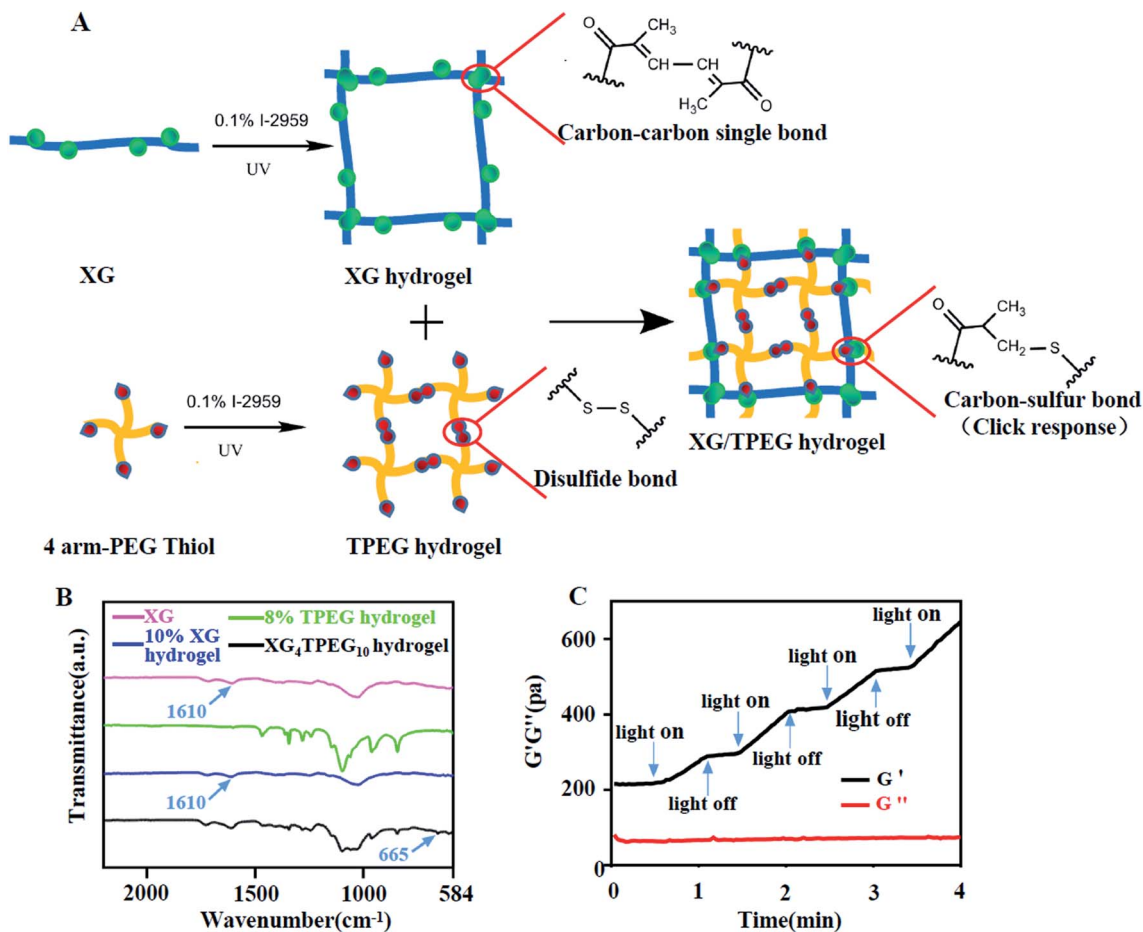 A
O
CH₃
CH
CH
H₃C
O
Carbon-carbon single bond
0.1% I-2959
UV
XG
XG hydrogel
+
O
CH₃
CH₂
S
Carbon-sulfur bond
（Click response）
XG/TPEG hydrogel
0.1% I-2959
UV
S
S
Disulfide bond
4 arm-PEG Thiol
TPEG hydrogel
B
XG
8% TPEG hydrogel
10% XG
hydrogel
XG₄TPEG₁₀ hydrogel
1610
1610
665
Transmittance(a.u.)
2000
1000
584
Wavenumber(cm⁻¹)
C
light on
light on
light on
light on
light off
light off
light off
G'
G''
G'G''(pa)
600
400
200
0
0
1
2
3
4
Time(min)